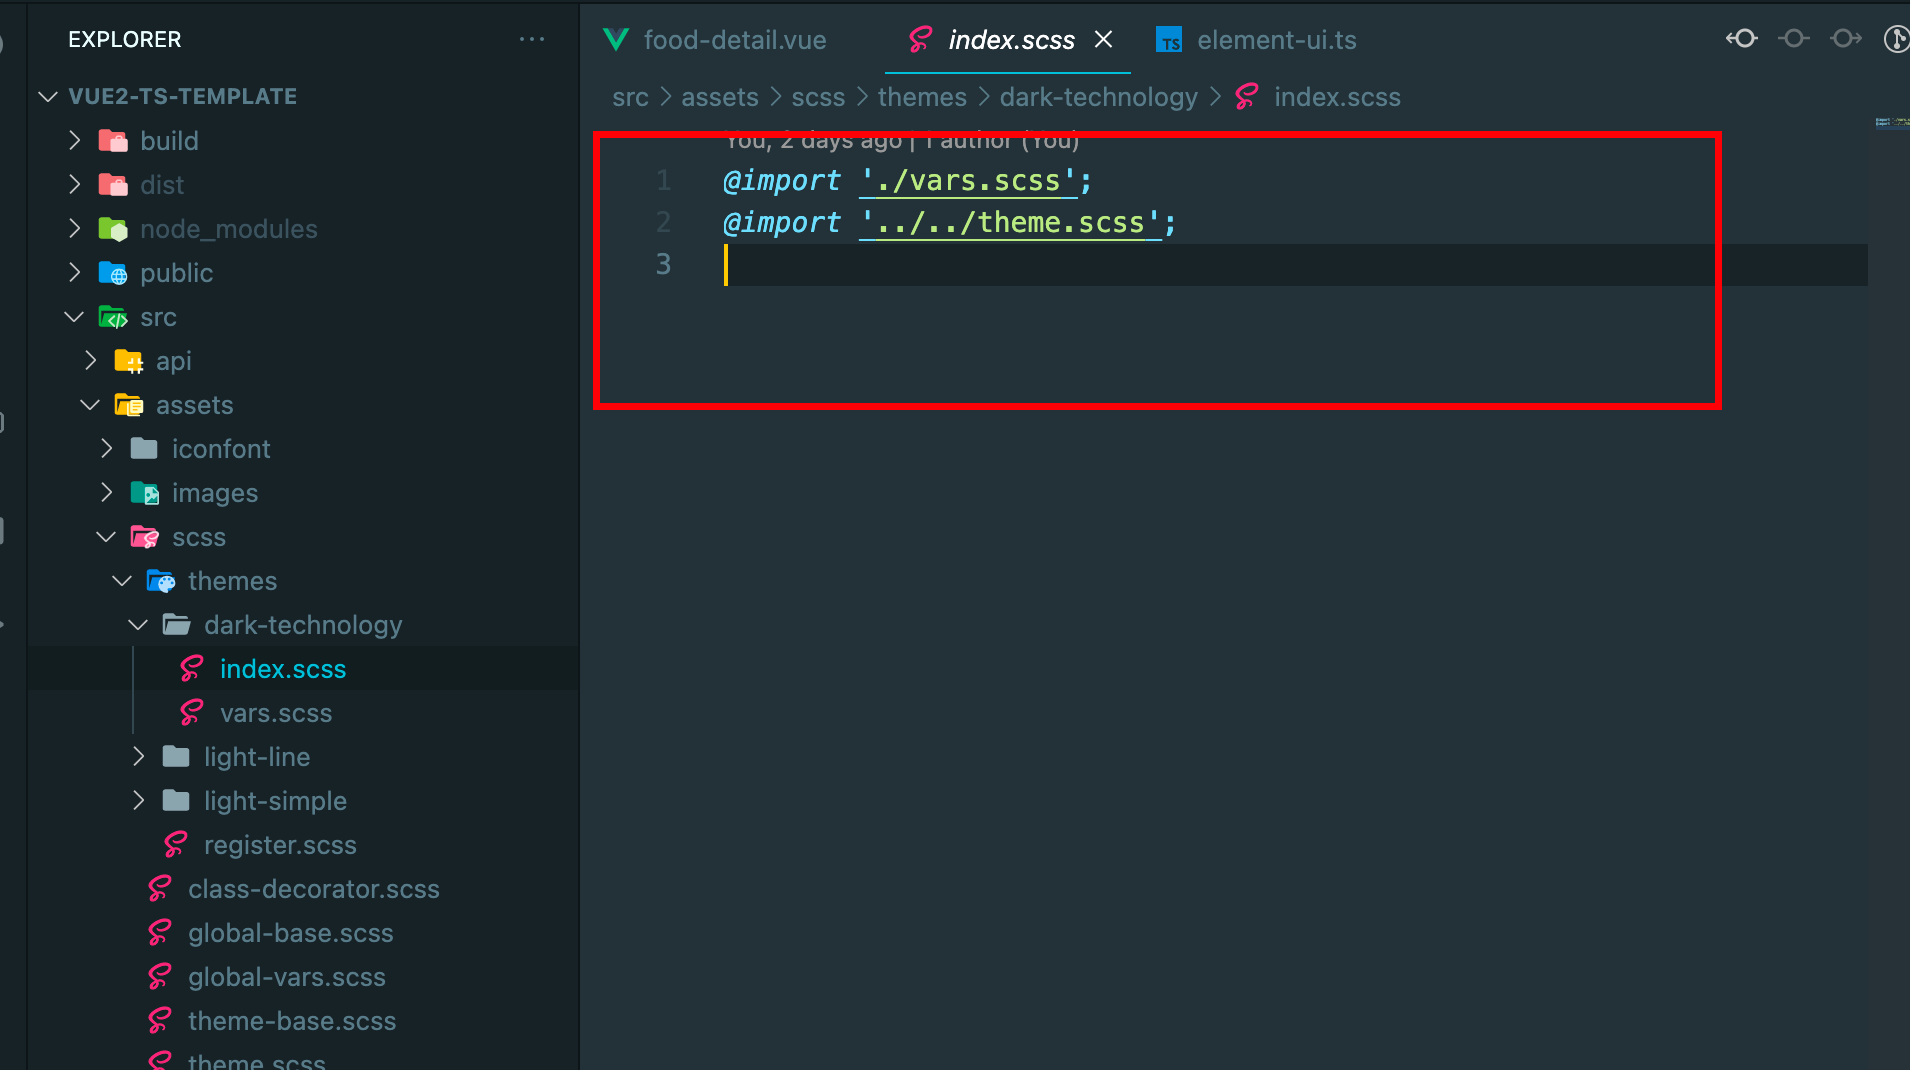 EXPLORER
VUE2-TS-TEMPLATE
build
dist
node_modules
public
src
api
assets
iconfont
images
scss
themes
dark-technology
index.scss
vars.scss
light-line
light-simple
register.scss
class-decorator.scss
global-base.scss
global-vars.scss
theme-base.scss
theme.scss
food-detail.vue
index.scss
TS element-ui.ts
src > assets > scss > themes > dark-technology > index.scss
You, 2 days ago | 1 author (You)
1 @import './vars.scss';
2 @import '../../theme.scss';
3